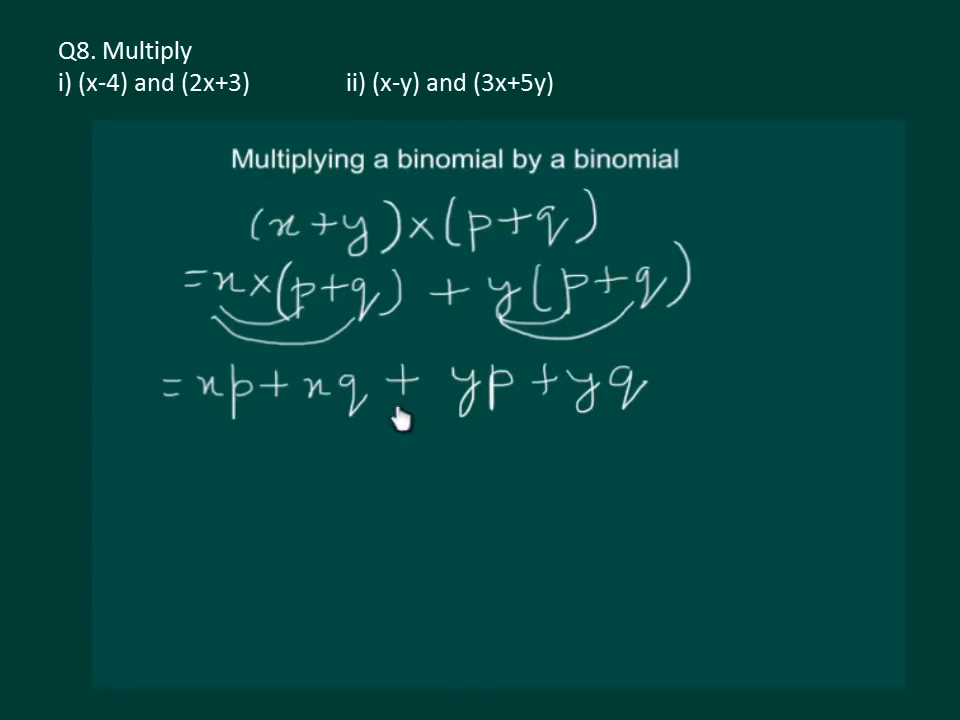 Q8. Multiply
i) (x-4) and (2x+3) ii) (x-y) and (3x+5y)
Multiplying a binomial by a binomial
(x+y)×(p+q)
=x×(p+q) + y(p+q)
=xp+xq + yp+yq